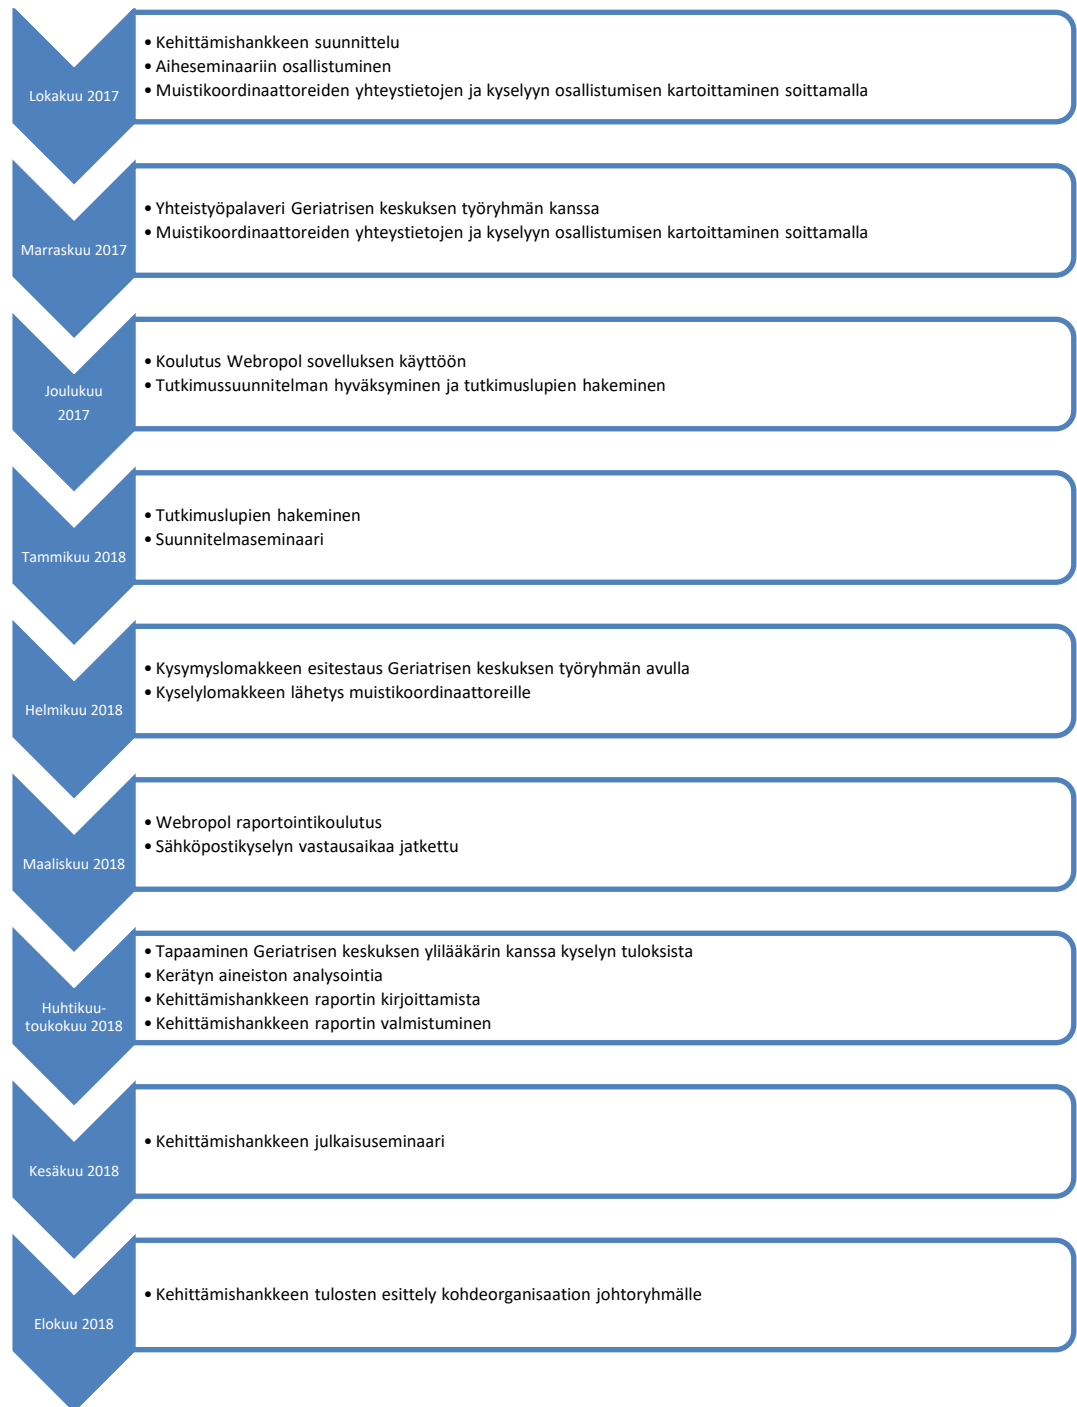 Lokakuu 2017
• Kehittämishankkeen suunnittelu
• Aiheseminaariin osallistuminen
• Muistikoordinaattoreiden yhteystietojen ja kyselyyn osallistumisen kartoittaminen soittamalla
Marraskuu 2017
• Yhteistyöpalaveri Geriatrisen keskuksen työryhmän kanssa
• Muistikoordinaattoreiden yhteystietojen ja kyselyyn osallistumisen kartoittaminen soittamalla
Joulukuu
2017
• Koulutus Webropol sovelluksen käyttöön
• Tutkimussuunnitelman hyväksyminen ja tutkimuslupien hakeminen
Tammikuu 2018
• Tutkimuslupien hakeminen
• Suunnitelmaseminaari
Helmikuu 2018
• Kysymyslomakkeen esitestaus Geriatrisen keskuksen työryhmän avulla
• Kyselylomakkeen lähetys muistikoordinaattoreille
Maaliskuu 2018
• Webropol raportointikoulutus
• Sähköpostikyselyn vastausaikaa jatkettu
Huhtikuu-
toukokuu 2018
• Tapaaminen Geriatrisen keskuksen ylilääkärin kanssa kyselyn tuloksista
• Kerätyn aineiston analysointia
• Kehittämishankkeen raportin kirjoittamista
• Kehittämishankkeen raportin valmistuminen
Kesäkuu 2018
• Kehittämishankkeen julkaisuseminaari
Elokuu 2018
• Kehittämishankkeen tulosten esittely kohdeorganisaation johtoryhmälle